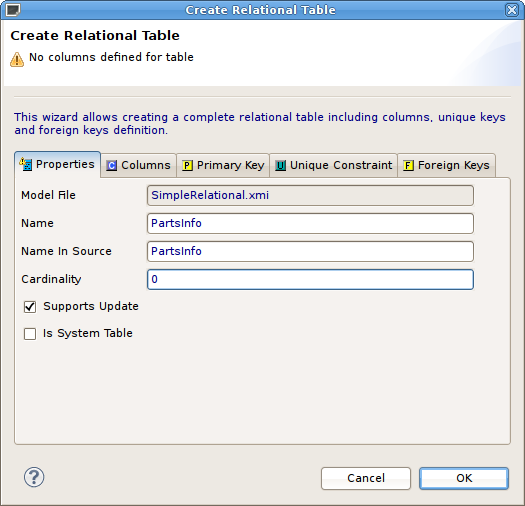 Create Relational Table
Create Relational Table
No columns defined for table
This wizard allows creating a complete relational table including columns, unique keys
and foreign keys definition.
Properties C Columns P Primary Key U Unique Constraint F Foreign Keys
Model File SimpleRelational.xmi
Name PartsInfo
Name In Source PartsInfo
Cardinality 0
Supports Update
Is System Table
? Cancel OK